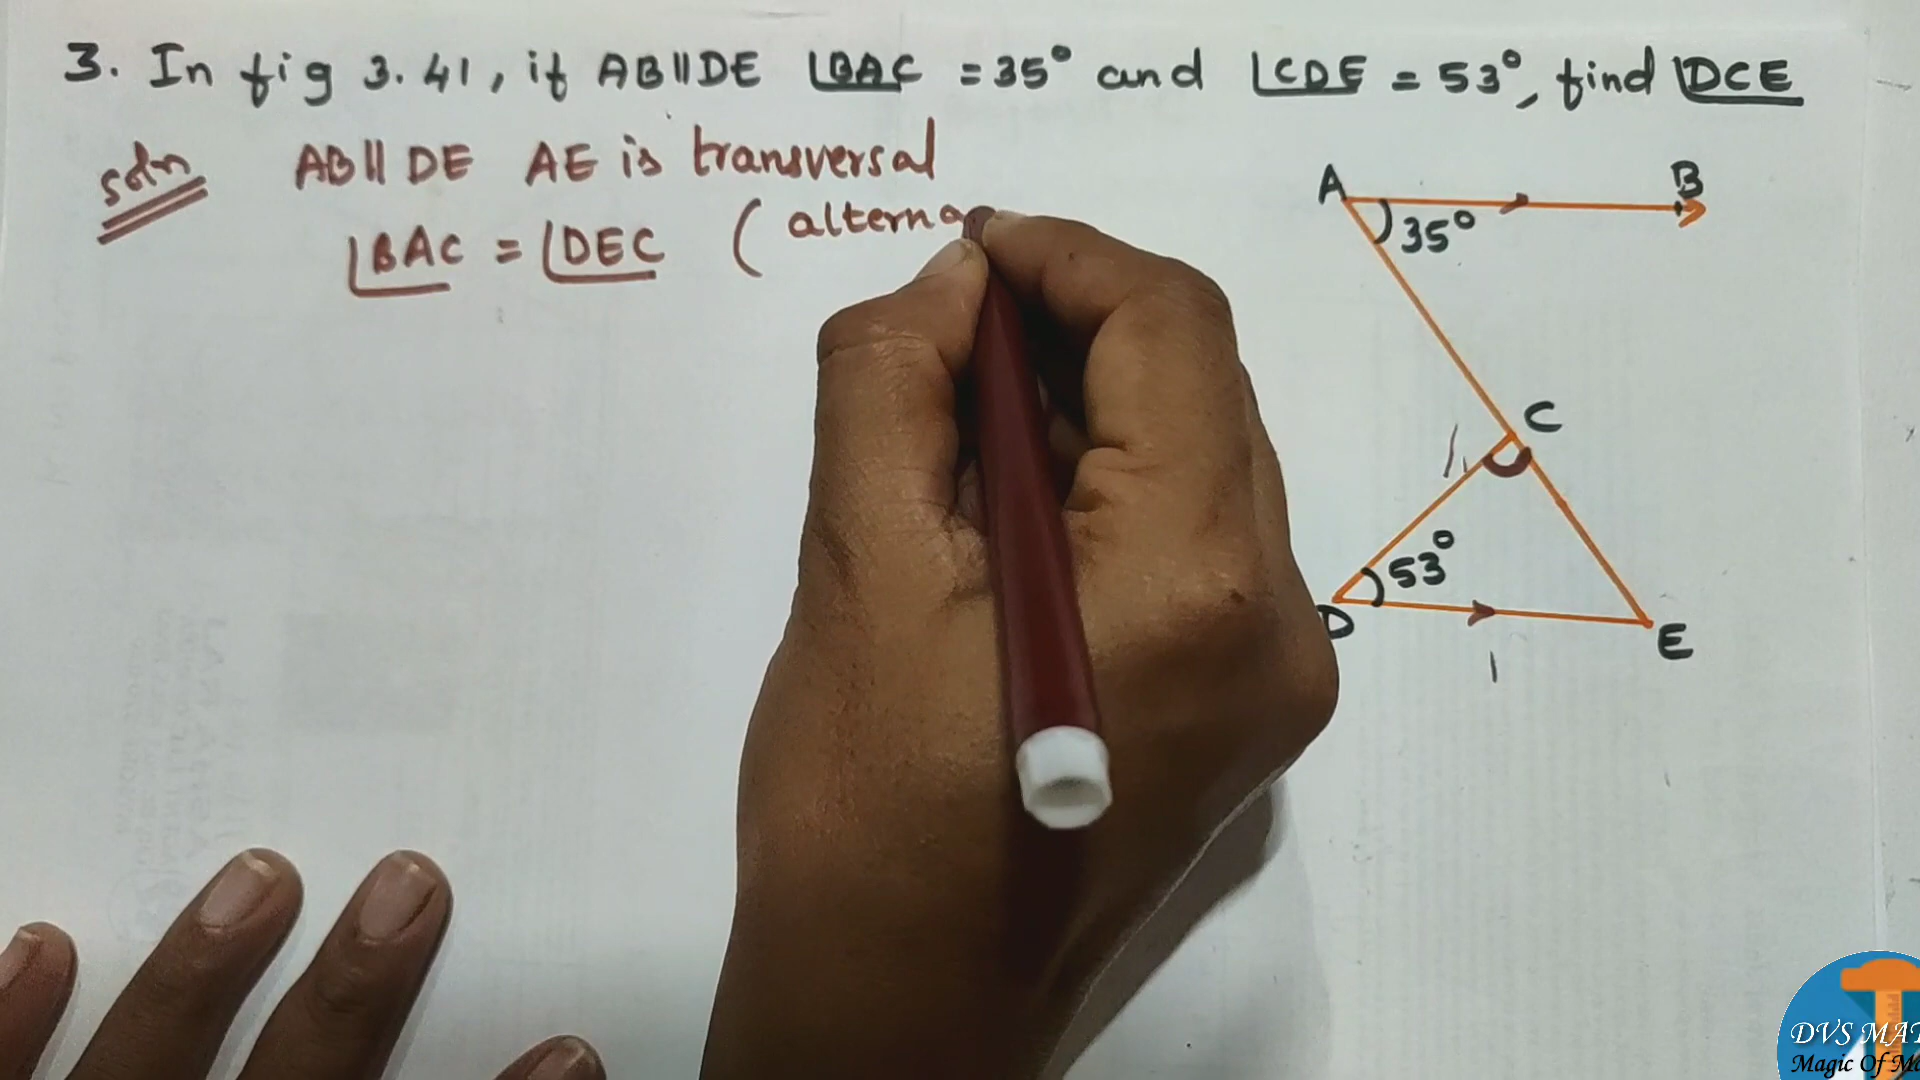 3. In fig 3.41, if AB||DE ∠BAC = 35° and ∠CDE = 53°, find ∠DCE
Soln AB||DE AE is transversal
∠BAC = ∠DEC ( alterna
A
B
35°
C
53°
D
E
DVS MAT
Magic Of Ma